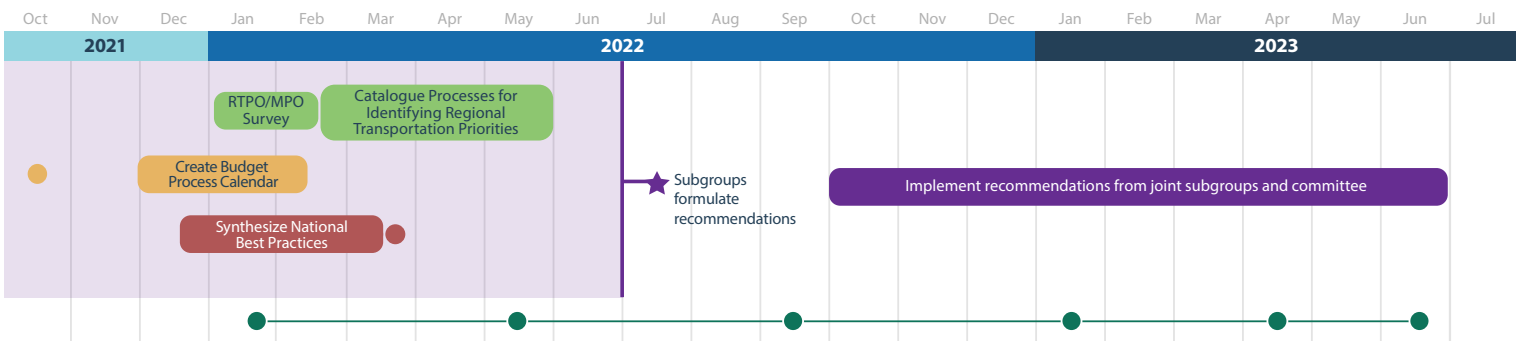 Oct Nov Dec Jan Feb Mar Apr May Jun Jul Aug Sep Oct Nov Dec Jan Feb Mar Apr May Jun Jul
2021 2022 2023
RTPO/MPO
Survey
Catalogue Processes for
Identifying Regional
Transportation Priorities
Create Budget
Process Calendar
Subgroups
formulate
recommendations
Implement recommendations from joint subgroups and committee
Synthesize National
Best Practices